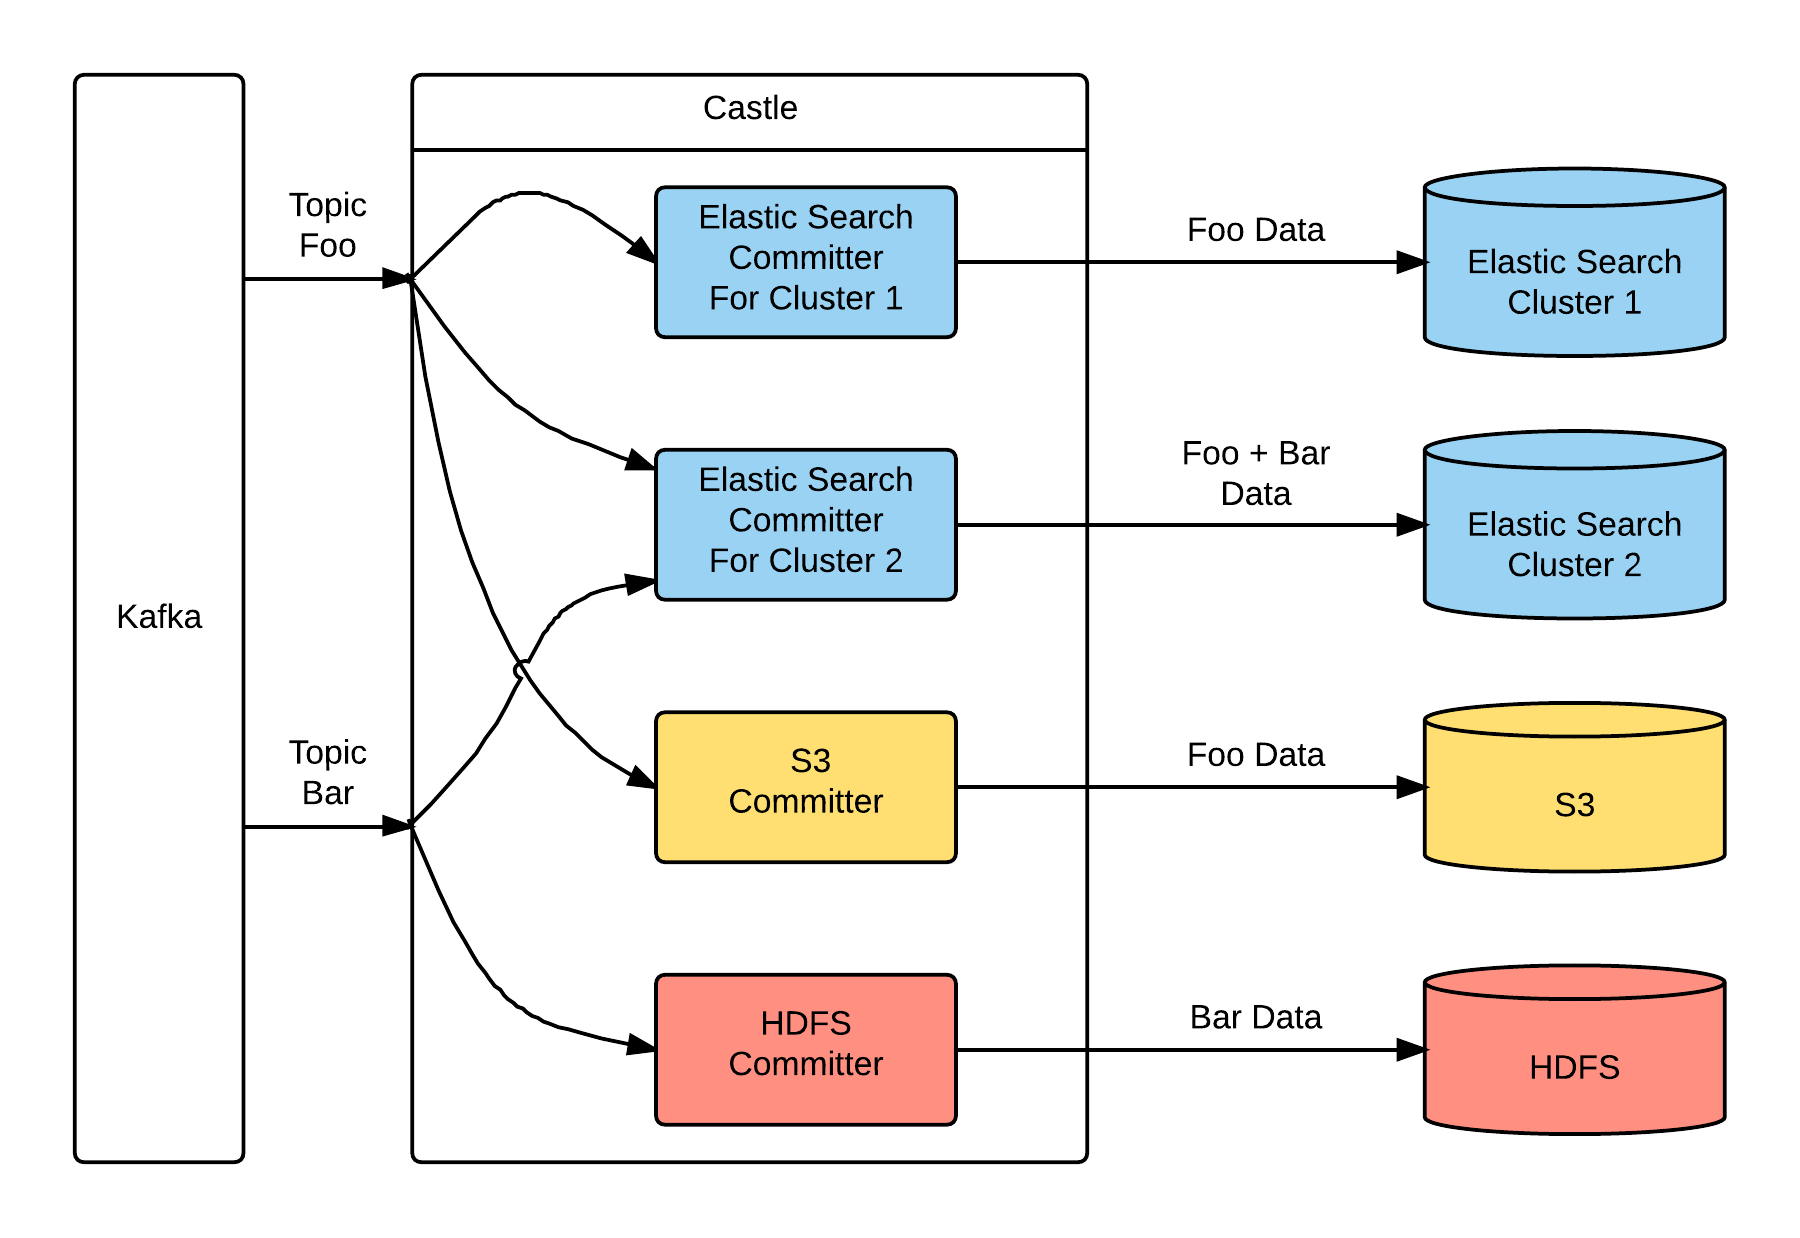 Castle
Topic
Foo
Elastic Search
Committer
For Cluster 1
Foo Data
Elastic Search
Cluster 1
Elastic Search
Committer
For Cluster 2
Foo + Bar
Data
Elastic Search
Cluster 2
Kafka
Topic
Bar
S3
Committer
Foo Data
S3
HDFS
Committer
Bar Data
HDFS